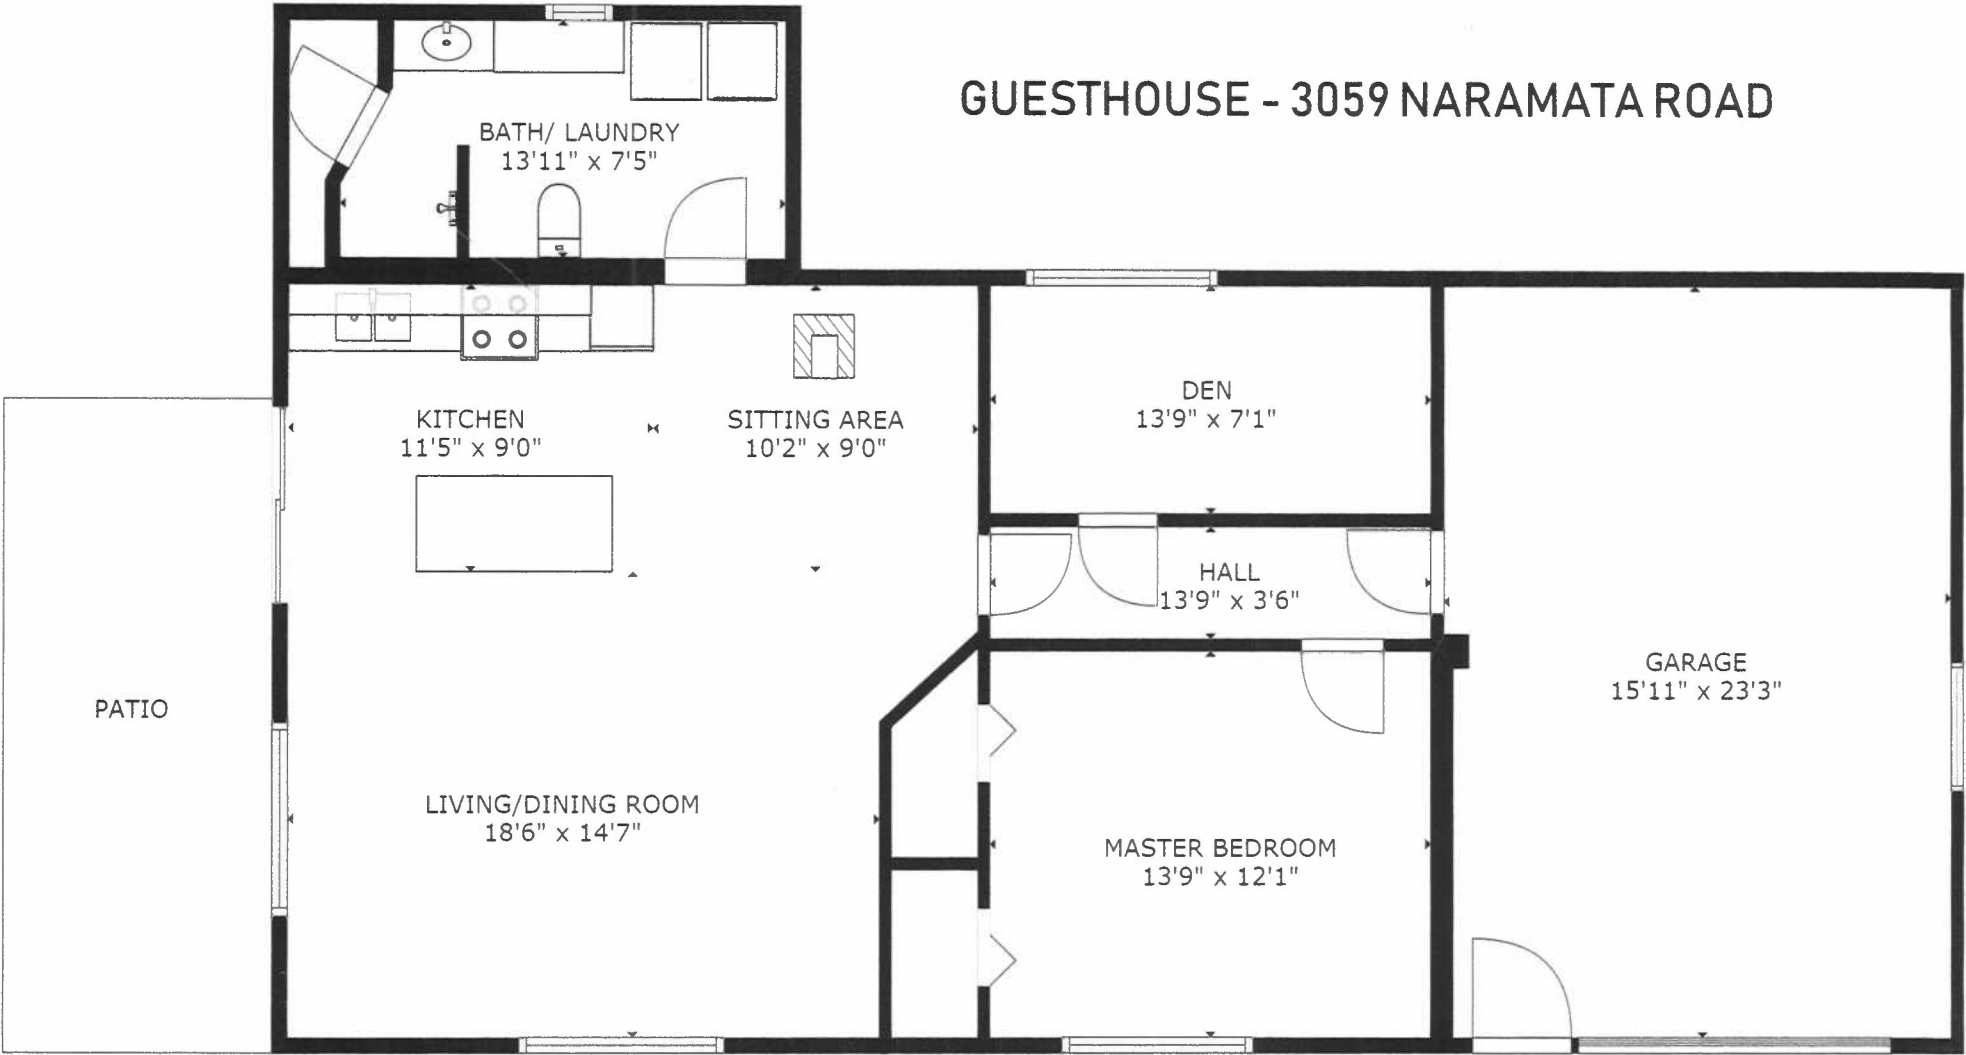 GUESTHOUSE - 3059 NARAMATA ROAD
BATH/ LAUNDRY
13'11" x 7'5"
KITCHEN
11'5" x 9'0"
SITTING AREA
10'2" x 9'0"
DEN
13'9" x 7'1"
HALL
13'9" x 3'6"
GARAGE
15'11" x 23'3"
PATIO
LIVING/DINING ROOM
18'6" x 14'7"
MASTER BEDROOM
13'9" x 12'1"